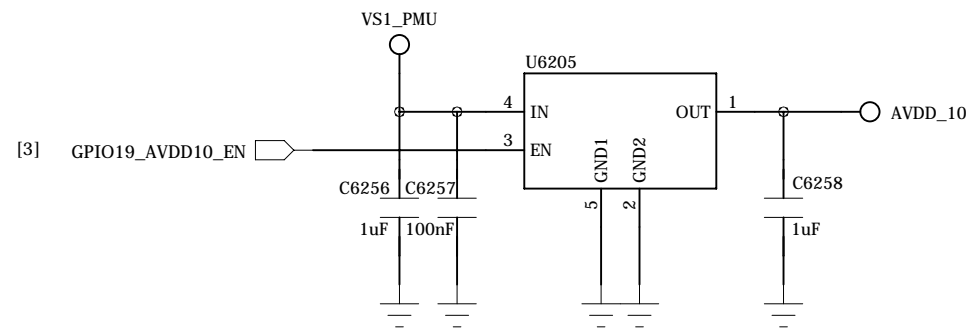 VS1_PMU
U6205
4 IN OUT 1 AVDD_10
[3] GPIO19_AVDD10_EN 3 EN
GND1 GND2
5 2
C6256 C6257 C6258
1uF 100nF 1uF